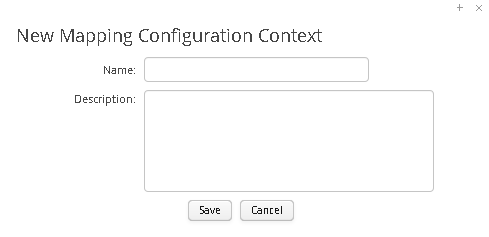 New Mapping Configuration Context
Name:
Description:
Save Cancel